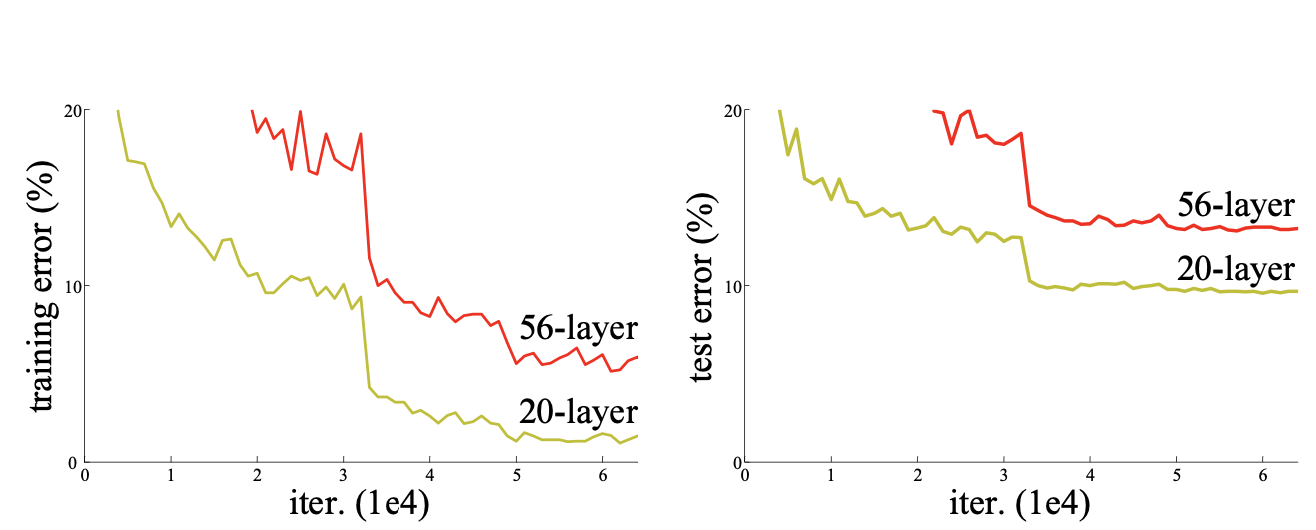 training error (%)
20
10
0
0 1 2 3 4 5 6
iter. (1e4)
56-layer
20-layer
test error (%)
20
10
0
0 1 2 3 4 5 6
iter. (1e4)
56-layer
20-layer